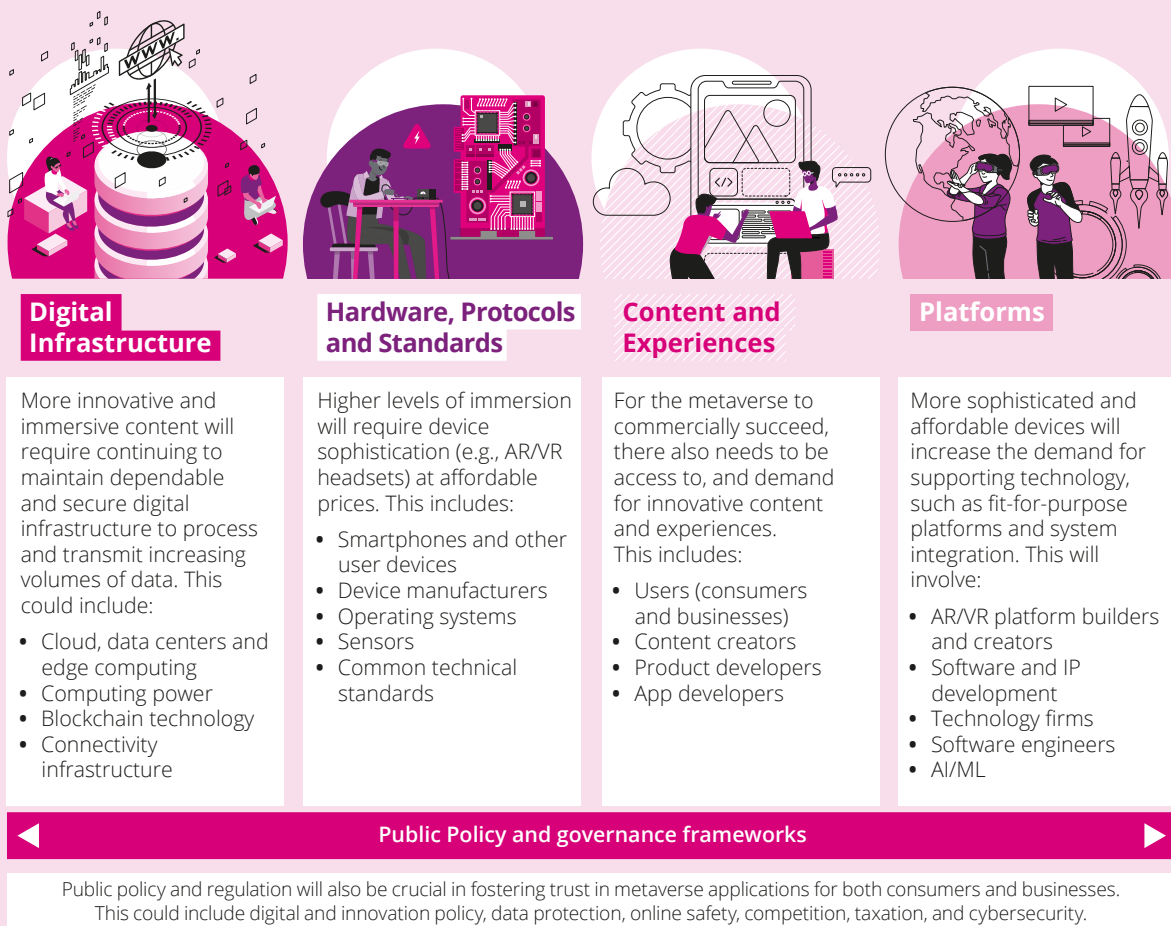 www.
Digital
Infrastructure
More innovative and
immersive content will
require continuing to
maintain dependable
and secure digital
infrastructure to process
and transmit increasing
volumes of data. This
could include:
• Cloud, data centers and
edge computing
• Computing power
• Blockchain technology
• Connectivity
infrastructure
Hardware, Protocols
and Standards
Higher levels of immersion
will require device
sophistication (e.g., AR/VR
headsets) at affordable
prices. This includes:
• Smartphones and other
user devices
• Device manufacturers
• Operating systems
• Sensors
• Common technical
standards
</>
Content and
Experiences
For the metaverse to
commercially succeed,
there also needs to be
access to, and demand
for innovative content
and experiences.
This includes:
• Users (consumers
and businesses)
• Content creators
• Product developers
• App developers
Platforms
More sophisticated and
affordable devices will
increase the demand for
supporting technology,
such as fit-for-purpose
platforms and system
integration. This will
involve:
• AR/VR platform builders
and creators
• Software and IP
development
• Technology firms
• Software engineers
• AI/ML
Public Policy and governance frameworks
Public policy and regulation will also be crucial in fostering trust in metaverse applications for both consumers and businesses.
This could include digital and innovation policy, data protection, online safety, competition, taxation, and cybersecurity.